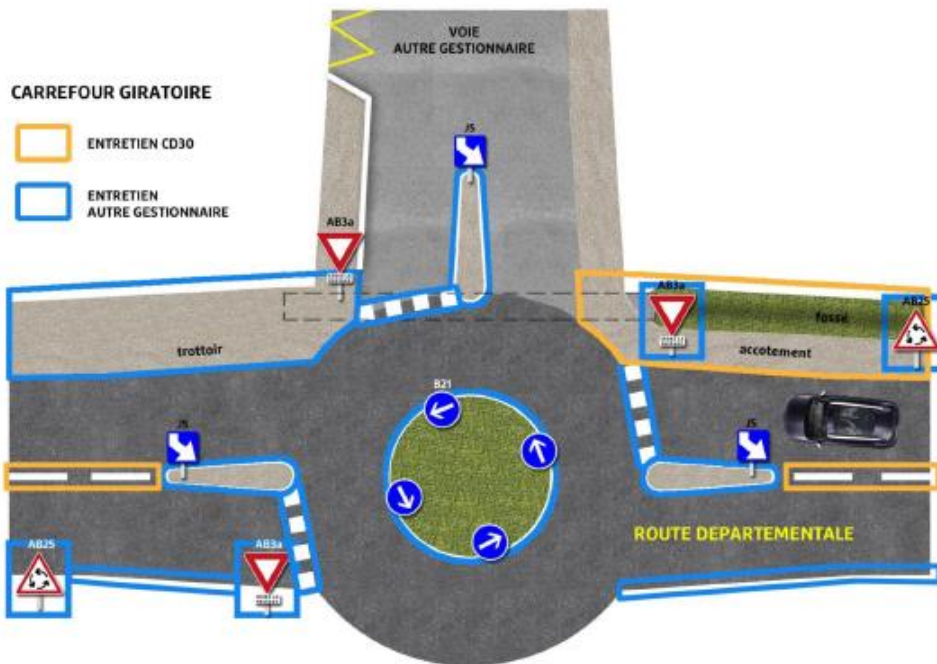 VOIE
AUTRE GESTIONNAIRE
CARREFOUR GIRATOIRE
ENTRETIEN CD30
ENTRETIEN
AUTRE GESTIONNAIRE
J5
AB3a
AB3a
AB25
fossé
trottoir
accotement
B21
J5
J5
ROUTE DEPARTEMENTALE
AB25
AB3a